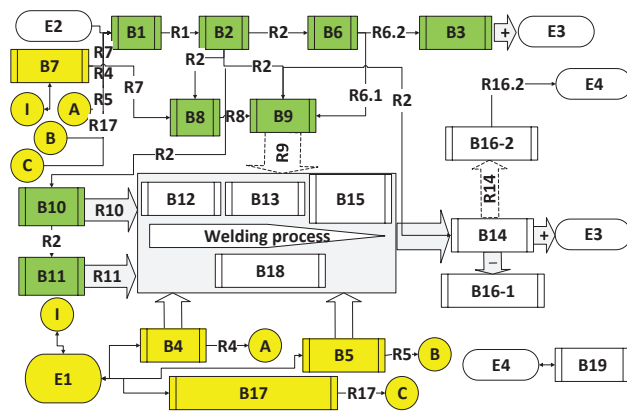 E2
B1
R1
B2
R2
B6
R6.2
B3
+
E3
R7
B7
R4
R7
R2
R2
R6.1
R2
R16.2
E4
I
A
R5
B
R17
B8
R8
B9
C
R2
R9
B16-2
R14
B10
R10
B12
B13
B15
R2
Welding process
B14
+
E3
B11
R11
B18
–
B16-1
I
B4
R4
A
B5
R5
B
E1
B17
R17
C
E4
B19